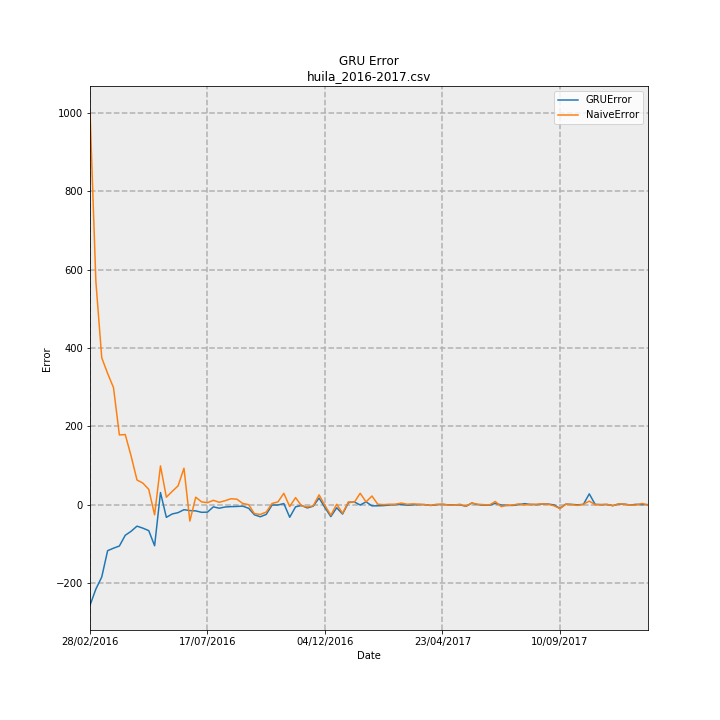 GRU Error
huila_2016-2017.csv
GRUError
NaiveError
1000
800
600
400
200
0
−200
Error
28/02/2016 17/07/2016 04/12/2016 23/04/2017 10/09/2017
Date